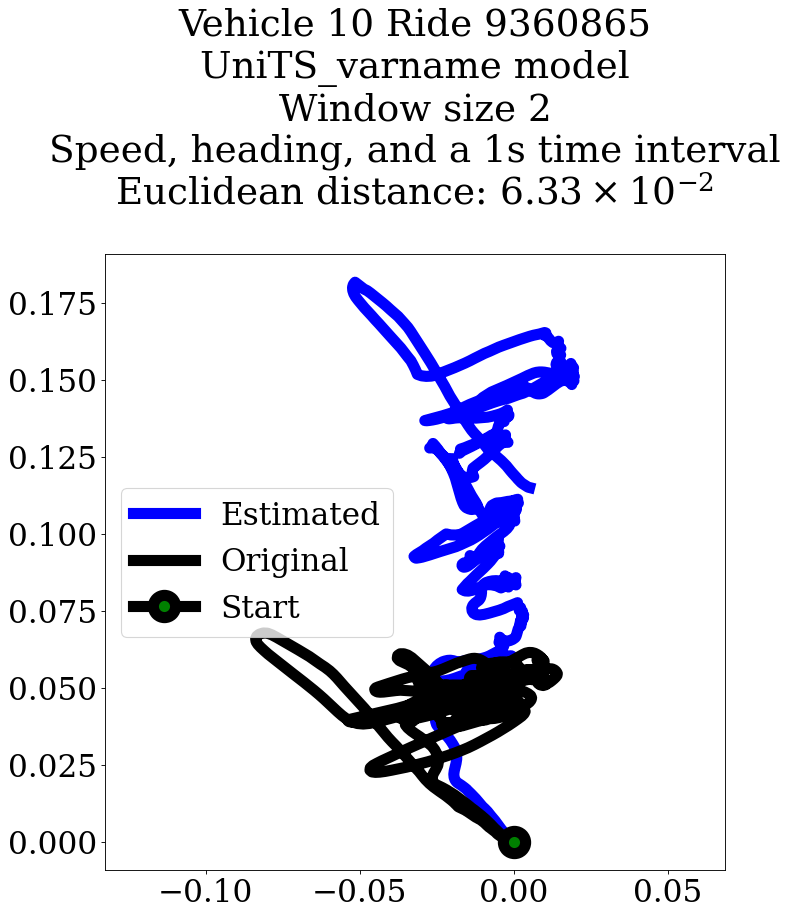 Vehicle 10 Ride 9360865
UniTS_varname model
Window size 2
Speed, heading, and a 1s time interval
Euclidean distance: 6.33 × 10⁻²
0.175
0.150
0.125
0.100
0.075
0.050
0.025
0.000
Estimated
Original
Start
−0.10 −0.05 0.00 0.05